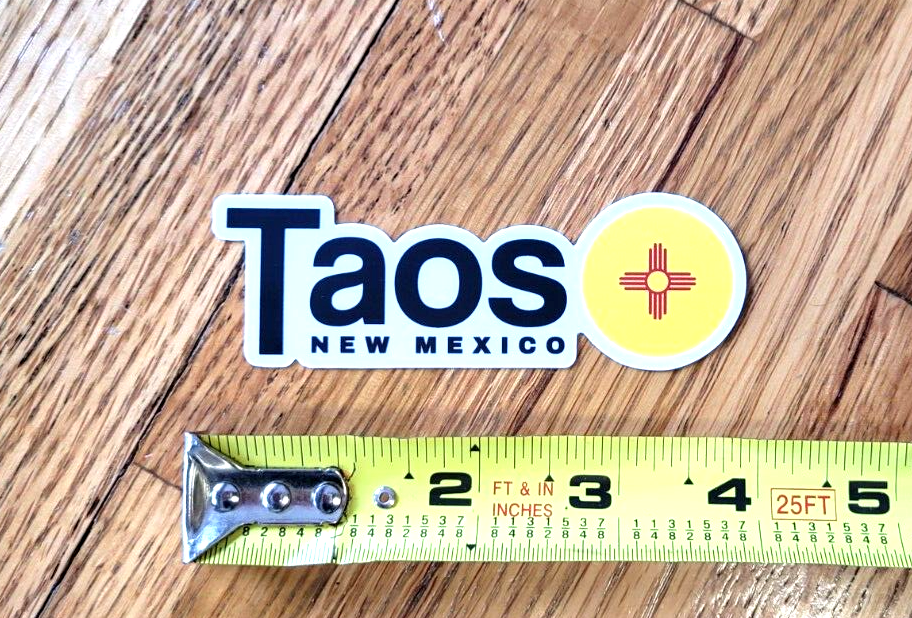 Taos
NEW MEXICO
2 FT & IN 3 4 25FT 5
INCHES